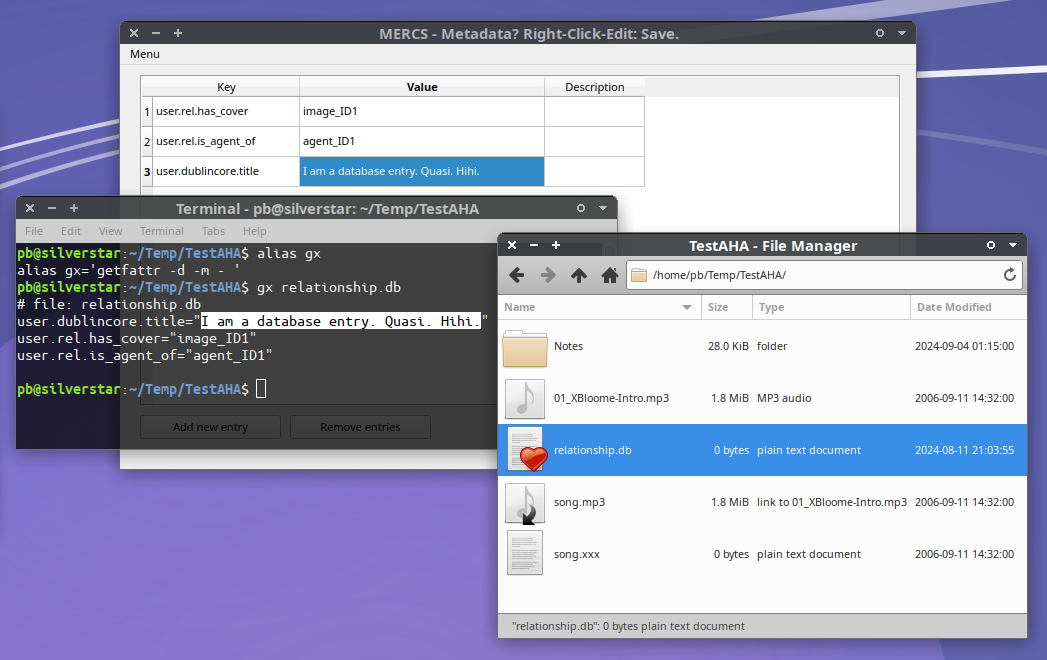 MERCS - Metadata? Right-Click-Edit: Save.
Menu
Key Value Description
1 user.rel.has_cover image_ID1
2 user.rel.is_agent_of agent_ID1
3 user.dublincore.title I am a database entry. Quasi. Hihi.
Add new entry Remove entries
Terminal - pb@silverstar: ~/Temp/TestAHA
File Edit View Terminal Tabs Help
pb@silverstar:~/Temp/TestAHA$ alias gx
alias gx='getfattr -d -m - '
pb@silverstar:~/Temp/TestAHA$ gx relationship.db
# file: relationship.db
user.dublincore.title="I am a database entry. Quasi. Hihi."
user.rel.has_cover="image_ID1"
user.rel.is_agent_of="agent_ID1"
pb@silverstar:~/Temp/TestAHA$
TestAHA - File Manager
/home/pb/Temp/TestAHA/
Name Size Type Date Modified
Notes 28.0 KiB folder 2024-09-04 01:15:00
01_XBloome-Intro.mp3 1.8 MiB MP3 audio 2006-09-11 14:32:00
relationship.db 0 bytes plain text document 2024-08-11 21:03:55
song.mp3 1.8 MiB link to 01_XBloome-Intro.mp3 2006-09-11 14:32:00
song.xxx 0 bytes plain text document 2006-09-11 14:32:00
"relationship.db": 0 bytes plain text document